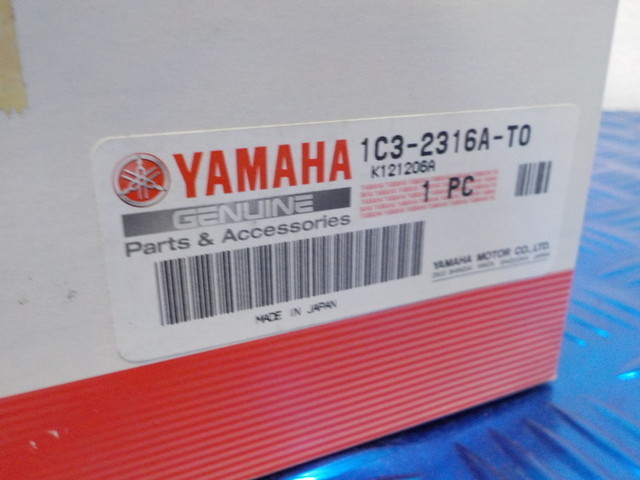 YAMAHA
GENUINE
Parts & Accessories
1C3-2316A-T0
K121206A
1 PC
YAMAHA MOTOR CO.,LTD.
MADE IN JAPAN